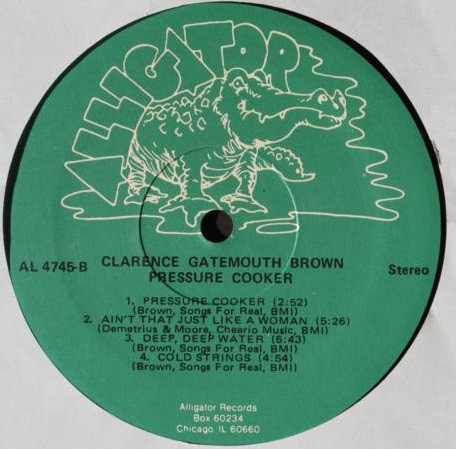 ALLIGATOR
AL 4745-B
CLARENCE GATEMOUTH BROWN
PRESSURE COOKER
Stereo
1. PRESSURE COOKER (2:52)
(Brown, Songs For Real, BMI)
2. AIN'T THAT JUST LIKE A WOMAN (5:26)
(Demetrius & Moore, Cheerio Music, BMI)
3. DEEP, DEEP WATER (6:43)
(Brown, Songs For Real, BMI)
4. COLD STRINGS (4:54)
(Brown, Songs For Real, BMI)
Alligator Records
Box 60234
Chicago IL 60660